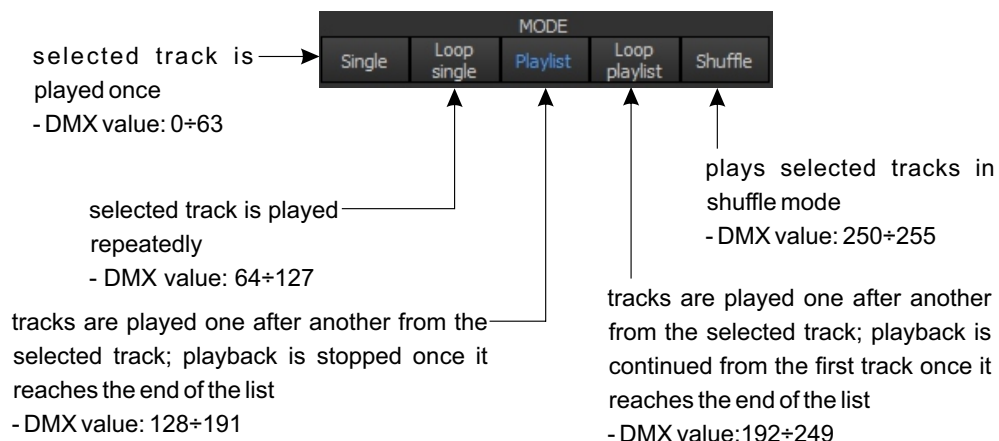 MODE
Single
Loop
single
Playlist
Loop
playlist
Shuffle
selected track is
played once
- DMX value: 0÷63
selected track is played
repeatedly
- DMX value: 64÷127
tracks are played one after another from the
selected track; playback is stopped once it
reaches the end of the list
- DMX value: 128÷191
plays selected tracks in
shuffle mode
- DMX value: 250÷255
tracks are played one after another
from the selected track; playback is
continued from the first track once it
reaches the end of the list
- DMX value:192÷249